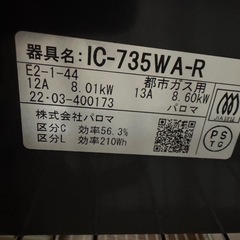 器具名:IC-735WA-R
E2-1-44 都市ガス用
12A 8.01kW 13A 8.60kW
22·03-400173 パロマ
株式会社パロマ
区分C 効率56.3%
区分L 効率210Wh
PS
TG